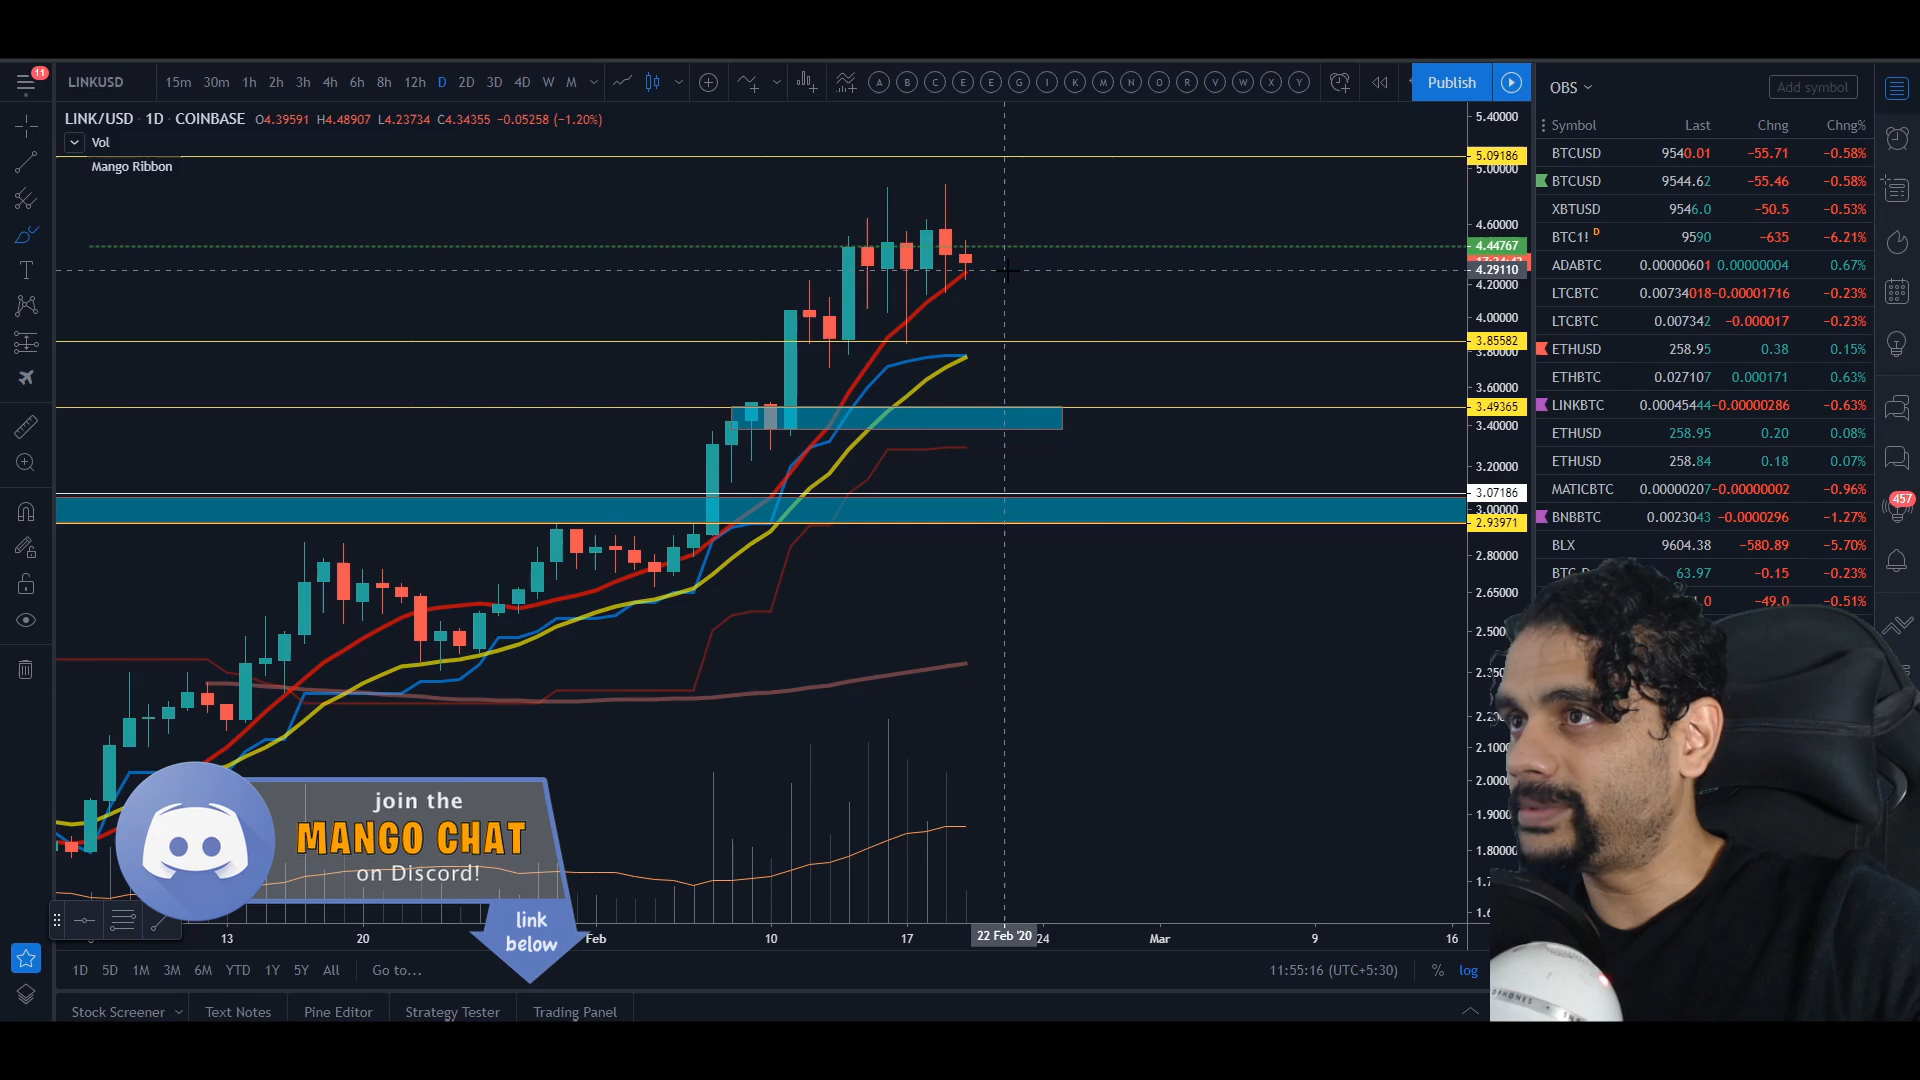 11
LINKUSD 15m 30m 1h 2h 3h 4h 6h 8h 12h D 2D 3D 4D W M A B C E E G I K M N O R V W X Y Publish
OBS Add symbol
LINK/USD · 1D · COINBASE O4.39591 H4.48907 L4.23734 C4.34355 −0.05258 (−1.20%)
Vol
Mango Ribbon
5.40000
5.09186
5.00000
4.60000
4.44767
4.29110
4.20000
4.00000
3.85582
3.80000
3.60000
3.49365
3.40000
3.20000
3.07186
3.00000
2.93971
2.80000
2.65000
Symbol Last Chng Chng%
BTCUSD 9540.01 −55.71 −0.58%
BTCUSD 9544.62 −55.46 −0.58%
XBTUSD 9546.0 −50.5 −0.53%
BTC1! D 9590 −635 −6.21%
ADABTC 0.00000601 0.00000004 0.67%
LTCBTC 0.00734018 −0.00001716 −0.23%
LTCBTC 0.007342 −0.000017 −0.23%
ETHUSD 258.95 0.38 0.15%
ETHBTC 0.027107 0.000171 0.63%
LINKBTC 0.00045444 −0.00000286 −0.63%
ETHUSD 258.95 0.20 0.08%
ETHUSD 258.84 0.18 0.07%
MATICBTC 0.00000207 −0.00000002 −0.96%
BNBBTC 0.0023043 −0.0000296 −1.27%
BLX 9604.38 −580.89 −5.70%
63.97 −0.15 −0.23%
−49.0 −0.51%
457
join the
MANGO CHAT
on Discord!
link
below
13 20 Feb 10 17 22 Feb '20 24 Mar 9 16
1D 5D 1M 3M 6M YTD 1Y 5Y All Go to... 11:55:16 (UTC+5:30) % log
Stock Screener Text Notes Pine Editor Strategy Tester Trading Panel